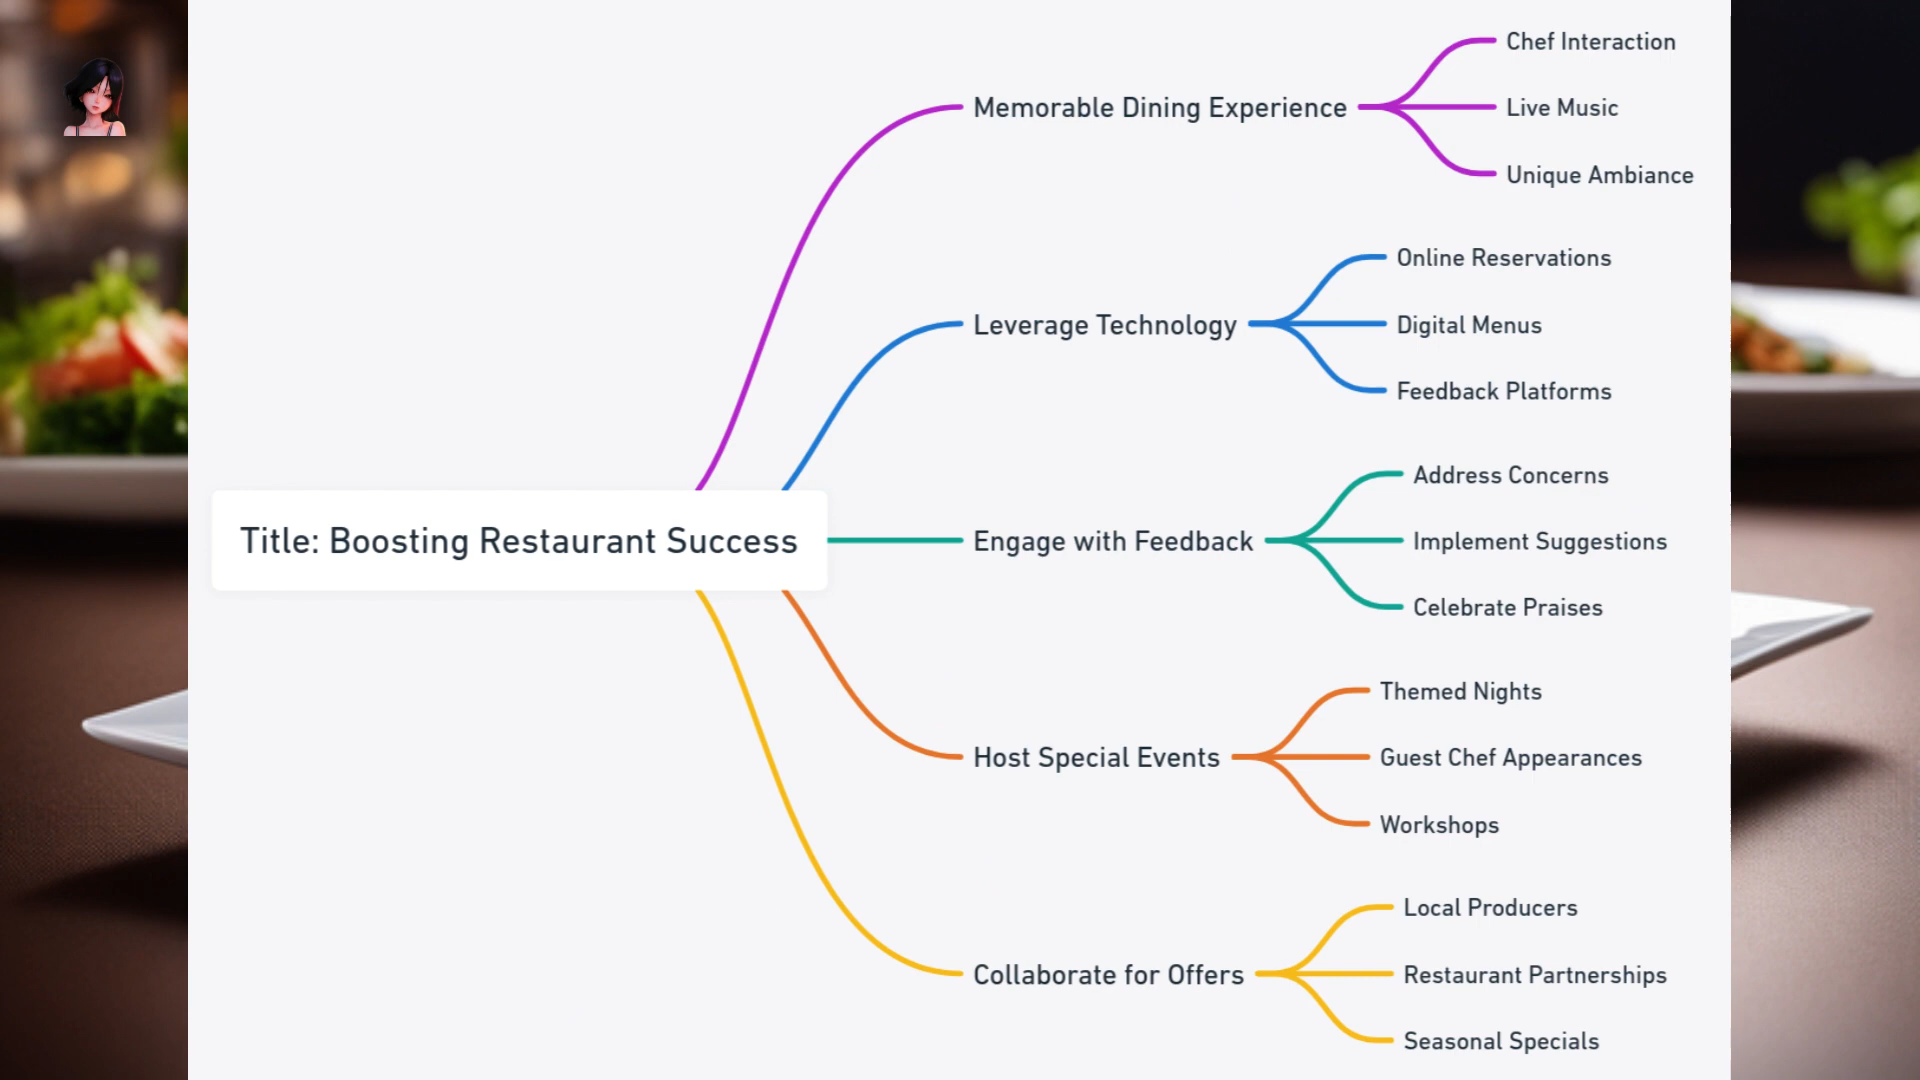 Title: Boosting Restaurant Success
Memorable Dining Experience
Chef Interaction
Live Music
Unique Ambiance
Leverage Technology
Online Reservations
Digital Menus
Feedback Platforms
Engage with Feedback
Address Concerns
Implement Suggestions
Celebrate Praises
Host Special Events
Themed Nights
Guest Chef Appearances
Workshops
Collaborate for Offers
Local Producers
Restaurant Partnerships
Seasonal Specials